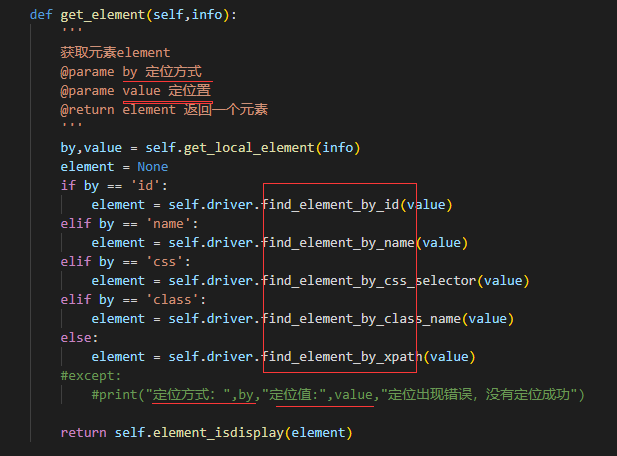 def get_element(self,info):
'''
获取元素element
@parame by 定位方式
@parame value 定位置
@return element 返回一个元素
'''
by,value = self.get_local_element(info)
element = None
if by == 'id':
element = self.driver.find_element_by_id(value)
elif by == 'name':
element = self.driver.find_element_by_name(value)
elif by == 'css':
element = self.driver.find_element_by_css_selector(value)
elif by == 'class':
element = self.driver.find_element_by_class_name(value)
else:
element = self.driver.find_element_by_xpath(value)
#except:
#print("定位方式: ",by,"定位值:",value,"定位出现错误，没有定位成功")
return self.element_isdisplay(element)